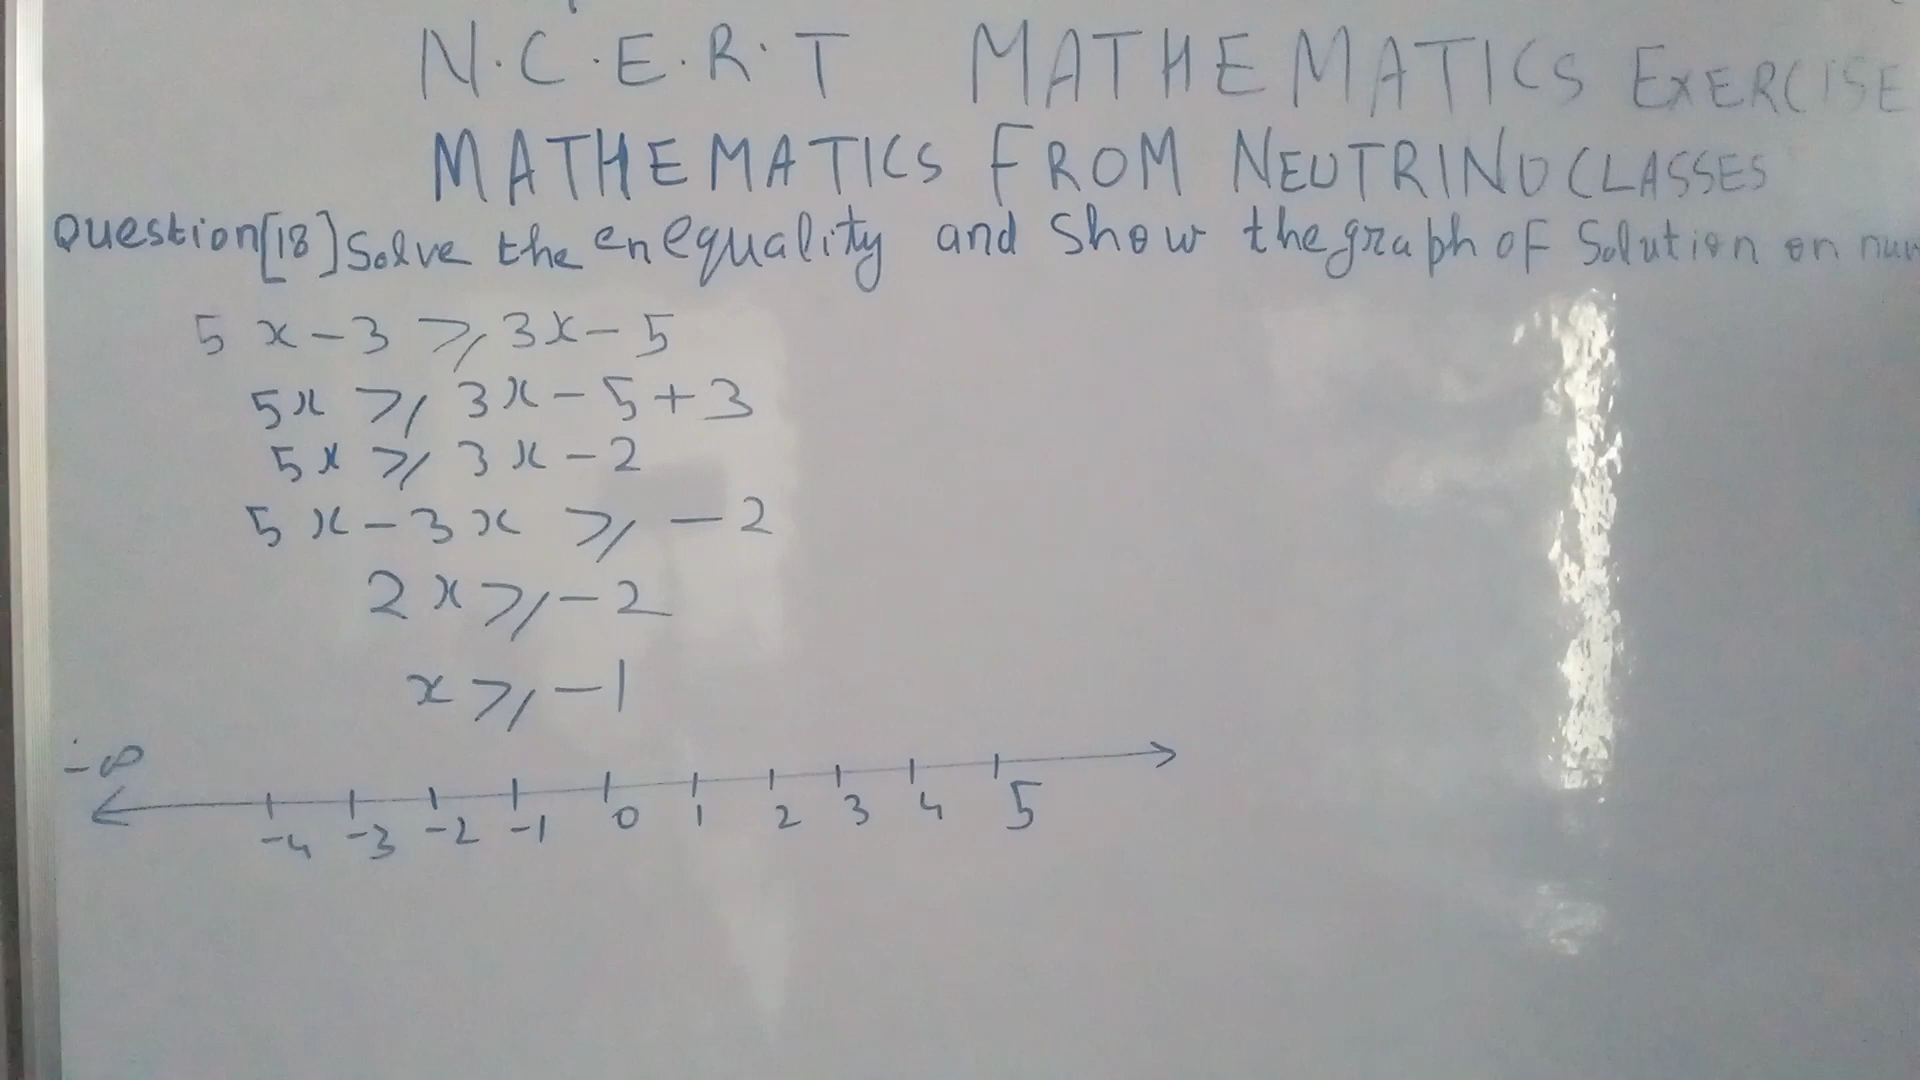 N.C.E.R.T MATHEMATICS EXERCISE
MATHEMATICS FROM NEUTRINO CLASSES
Question[18] Solve the enequality and Show the graph of Solution on
5x-3 ⩾ 3x-5
5x ⩾ 3x-5+3
5x ⩾ 3x-2
5x-3x ⩾ -2
2x ⩾ -2
x ⩾ -1
-∞
-4 -3 -2 -1 0 1 2 3 4 5